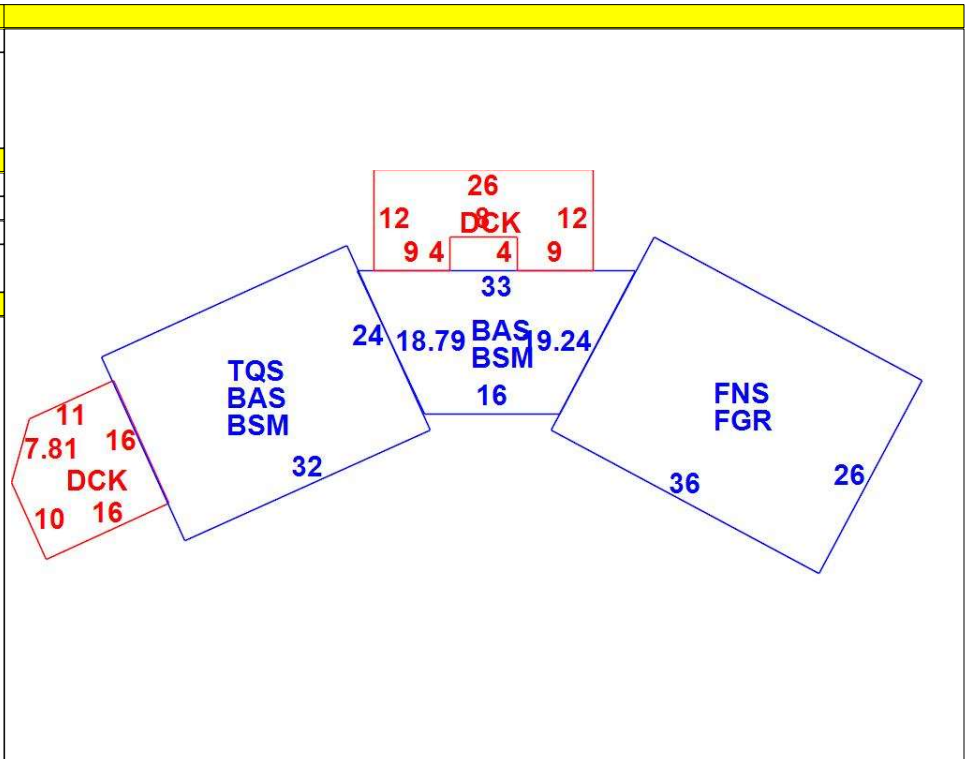 26
12 8 12
DCK
9 4 4 9
33
24 18.79 BAS 19.24
BSM
16
TQS
BAS
BSM
32
11
7.81 16
DCK
10 16
FNS
FGR
36 26